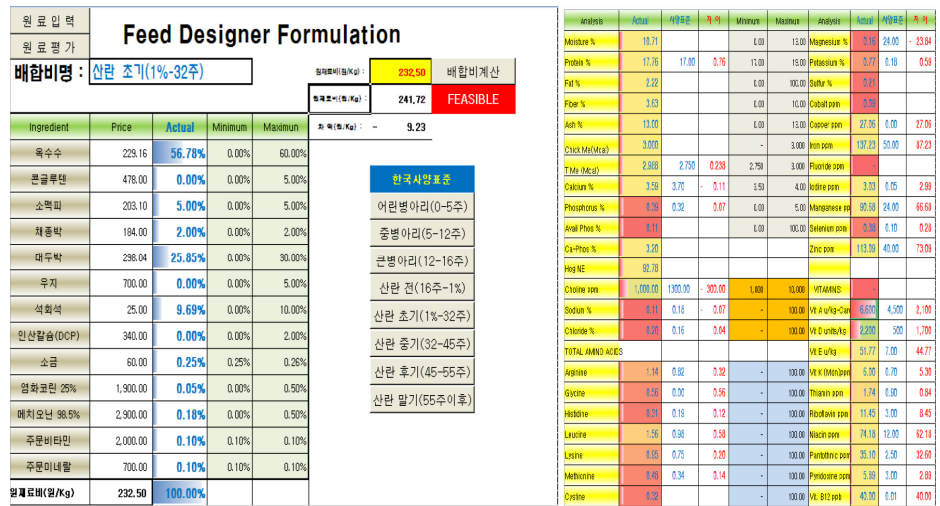 원료입력
원료평가
Feed Designer Formulation
배합비명 : 산란 초기(1%-32주)
원재료비(원/Kg) : 232.50 배합비계산
원재료비(원/Kg) : 241.72 FEASIBLE
차 액(원/Kg) : - 9.23
Ingredient Price Actual Minimum Maximun
옥수수 229.16 56.78% 0.00% 60.00%
콘글루텐 478.00 0.00% 0.00% 5.00%
소맥피 203.10 5.00% 0.00% 5.00%
채종박 184.00 2.00% 0.00% 2.00%
대두박 298.04 25.85% 0.00% 30.00%
우지 700.00 0.00% 0.00% 5.00%
석회석 25.00 9.69% 0.00% 10.00%
인산칼슘(DCP) 340.00 0.00% 0.00% 2.00%
소금 60.00 0.25% 0.25% 0.26%
염화코린 25% 1,900.00 0.05% 0.00% 0.50%
메치오닌 98.5% 2,900.00 0.18% 0.00% 0.50%
주문비타민 2,000.00 0.10% 0.10% 0.10%
주문미네랄 700.00 0.10% 0.10% 0.10%
원재료비(원/Kg) 232.50 100.00%
한국사양표준
어린병아리(0-5주)
중병아리(5-12주)
큰병아리(12-16주)
산란 전(16주-1%)
산란 초기(1%-32주)
산란 중기(32-45주)
산란 후기(45-55주)
산란 말기(55주이후)
Analysis Actual 사양표준 차 이 Minimum Maximun Analysis Actual 사양표준 차 이
Moisture % 10.71 0.00 13.00 Magnesium % 0.16 24.00 - 23.84
Protein % 17.76 17.00 0.76 17.00 19.00 Potassium % 0.77 0.18 0.59
Fat % 2.22 0.00 100.00 Sulfur % 0.21
Fiber % 3.63 0.00 10.00 Cobalt ppm 0.09
Ash % 13.00 0.00 13.00 Copper ppm 27.06 0.00 27.06
Chick Me(Mcal) 3.000 - 3.000 Iron ppm 137.23 50.00 87.23
T Me (Mcal) 2.988 2.750 0.238 2.750 3.000 Fluoride ppm -
Calcium % 3.59 3.70 - 0.11 3.50 4.00 Iodine ppm 3.03 0.05 2.99
Phosphorus % 0.39 0.32 0.07 0.00 5.00 Manganese pp 90.68 24.00 66.68
Avail Phos % 0.11 0.00 100.00 Selenium ppm 0.38 0.10 0.28
Ca-Phos % 3.20 Zinc ppm 113.09 40.00 73.09
Hog NE 92.78
Choline ppm 1,000.00 1300.00 - 300.00 1,000 10,000 VITAMINS -
Sodium % 0.11 0.18 - 0.07 - 100.00 Vit A u/kg-Car 6,600 4,500 2,100
Chloride % 0.20 0.16 0.04 - 100.00 Vit D units/kg 2,200 500 1,700
TOTAL AMINO ACIDS Vit E u/kg 51.77 7.00 44.77
Arginine 1.14 0.82 0.32 - 100.00 Vit K (Mcn)ppm 6.00 0.70 5.30
Glycine 0.56 0.00 0.56 - 100.00 Thiamin ppm 1.74 0.90 0.84
Histidine 0.31 0.19 0.12 - 100.00 Riboflavin ppm 11.45 3.00 8.45
Leucine 1.56 0.98 0.58 - 100.00 Niacin ppm 74.18 12.00 62.18
Lysine 0.95 0.75 0.20 - 100.00 Pantothnic ppm 35.10 2.50 32.60
Methionine 0.48 0.34 0.14 - 100.00 Pyridoxine ppm 5.89 3.00 2.89
Cystine 0.32 - 100.00 Vit. B12 ppb 40.00 0.01 40.00